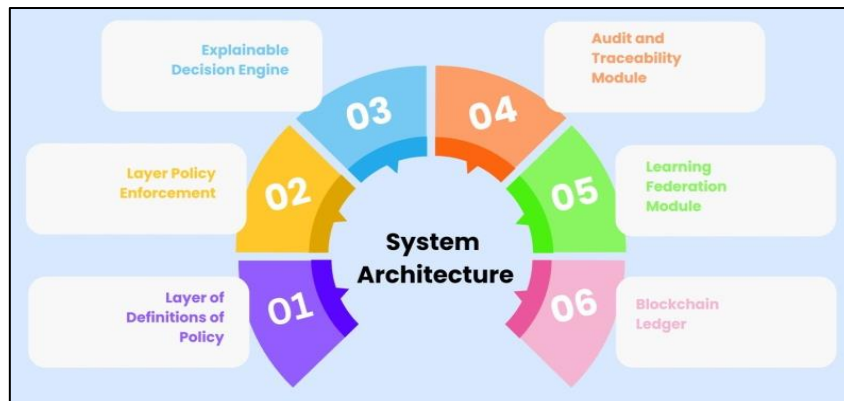 Explainable
Decision Engine
03
04
Audit and
Traceability
Module
Layer Policy
Enforcement
02
05
Learning
Federation
Module
System
Architecture
Layer of
Definitions of
Policy
01
06
Blockchain
Ledger